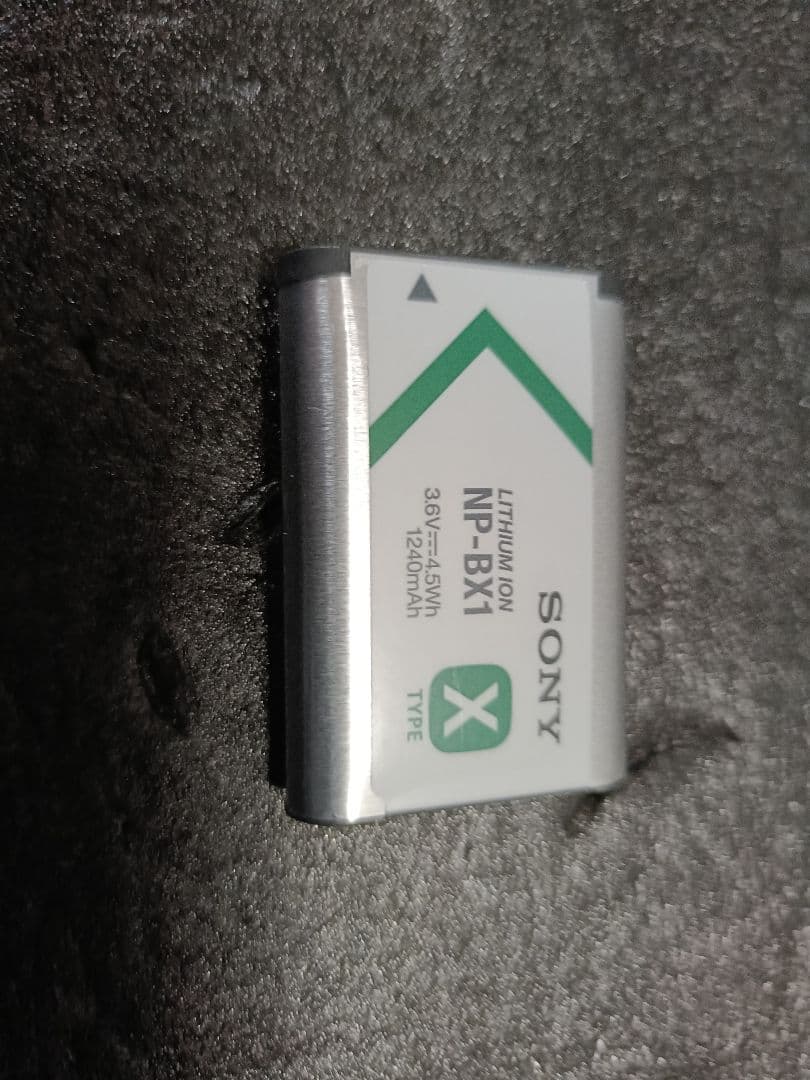 SONY
LITHIUM ION
NP-BX1
3.6V⎓4.5Wh
1240mAh
X
TYPE